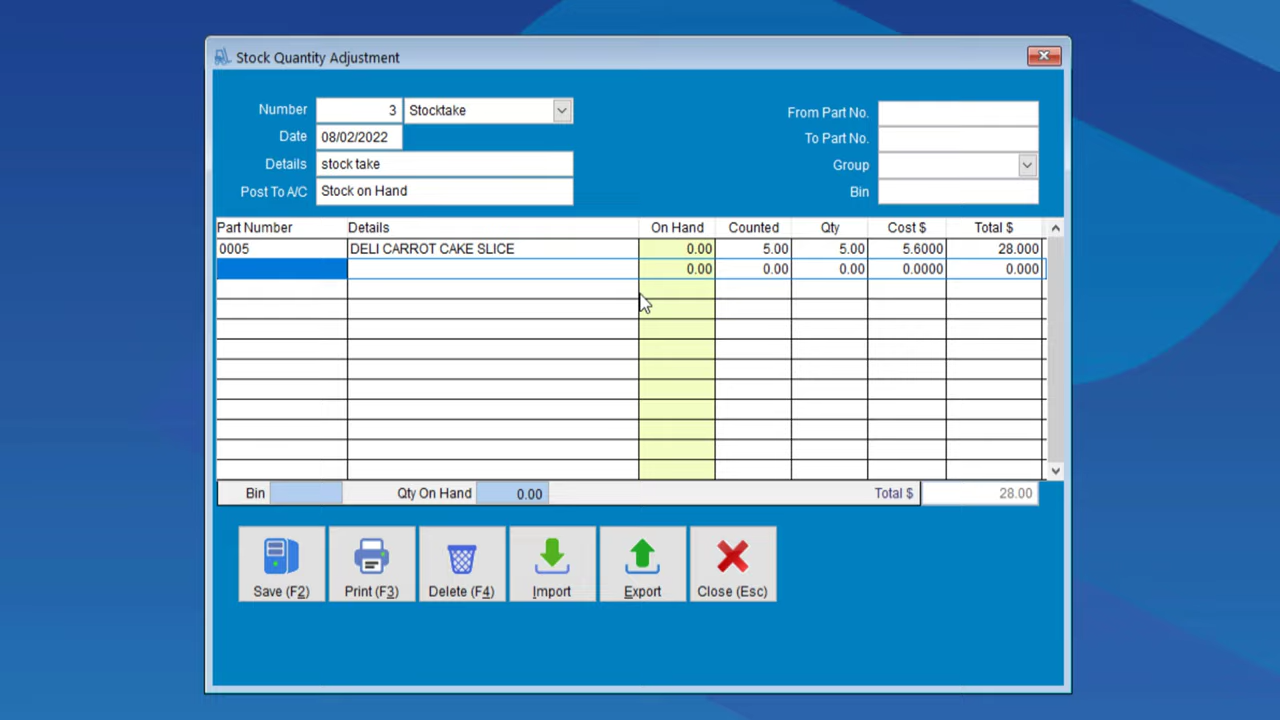 Stock Quantity Adjustment
Number 3 Stocktake
Date 08/02/2022
Details stock take
Post To A/C Stock on Hand
From Part No.
To Part No.
Group
Bin
Part Number Details On Hand Counted Qty Cost $ Total $
0005 DELI CARROT CAKE SLICE 0.00 5.00 5.00 5.6000 28.000
0.00 0.00 0.00 0.0000 0.000
Bin Qty On Hand 0.00 Total $ 28.00
Save (F2) Print (F3) Delete (F4) Import Export Close (Esc)